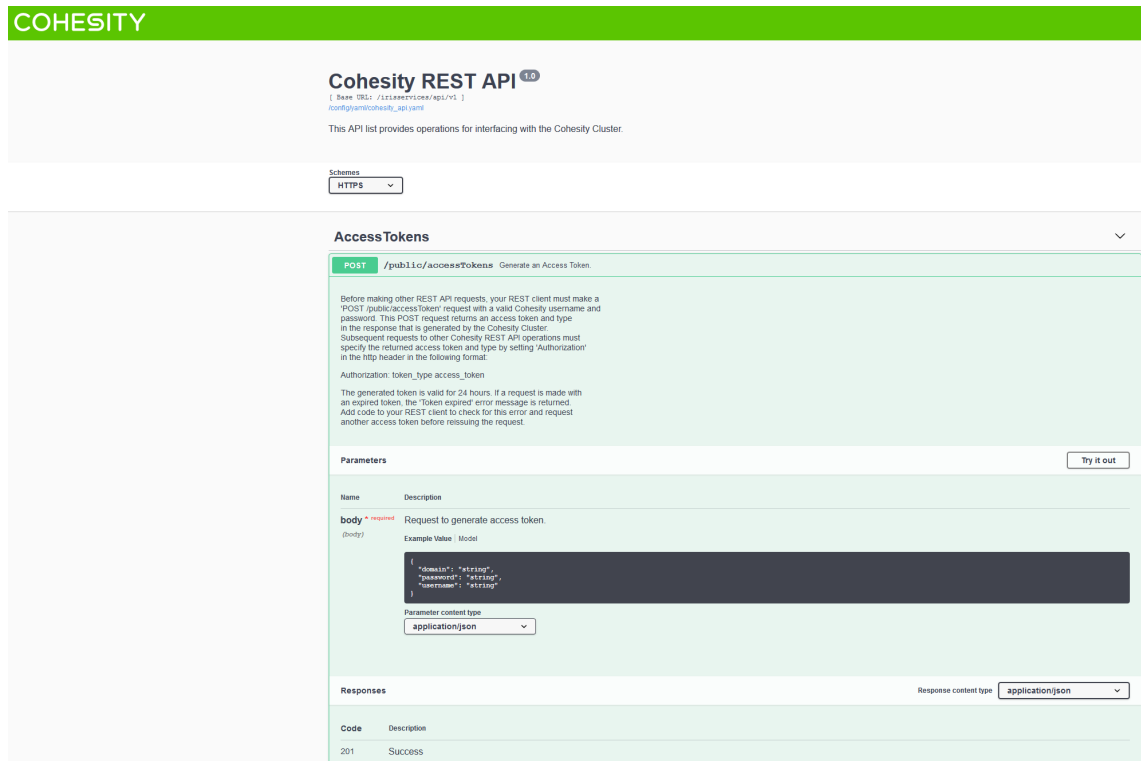 COHESITY
Cohesity REST API 1.0
[ Base URL: /irisservices/api/v1 ]
/config/yaml/cohesity_api.yaml
This API list provides operations for interfacing with the Cohesity Cluster.
Schemes
HTTPS
AccessTokens
POST /public/accessTokens Generate an Access Token.
Before making other REST API requests, your REST client must make a
'POST /public/accessToken' request with a valid Cohesity username and
password. This POST request returns an access token and type
in the response that is generated by the Cohesity Cluster.
Subsequent requests to other Cohesity REST API operations must
specify the returned access token and type by setting 'Authorization'
in the http header in the following format:
Authorization: token_type access_token
The generated token is valid for 24 hours. If a request is made with
an expired token, the 'Token expired' error message is returned.
Add code to your REST client to check for this error and request
another access token before reissuing the request.
Parameters Try it out
Name Description
body * required Request to generate access token.
(body)
Example Value Model
{
"domain": "string",
"password": "string",
"username": "string"
}
Parameter content type
application/json
Responses Response content type application/json
Code Description
201 Success